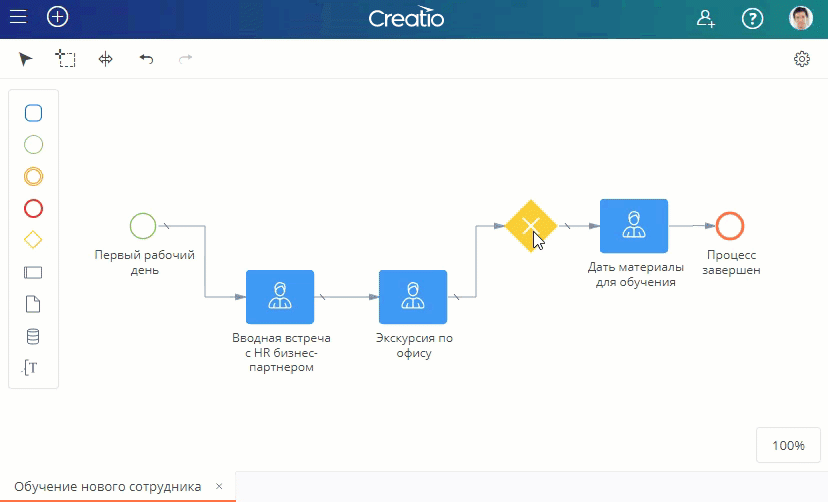 Creatio
Первый рабочий
день
Вводная встреча
с HR бизнес-
партнером
Экскурсия по
офису
Дать материалы
для обучения
Процесс
завершен
100%
Обучение нового сотрудника